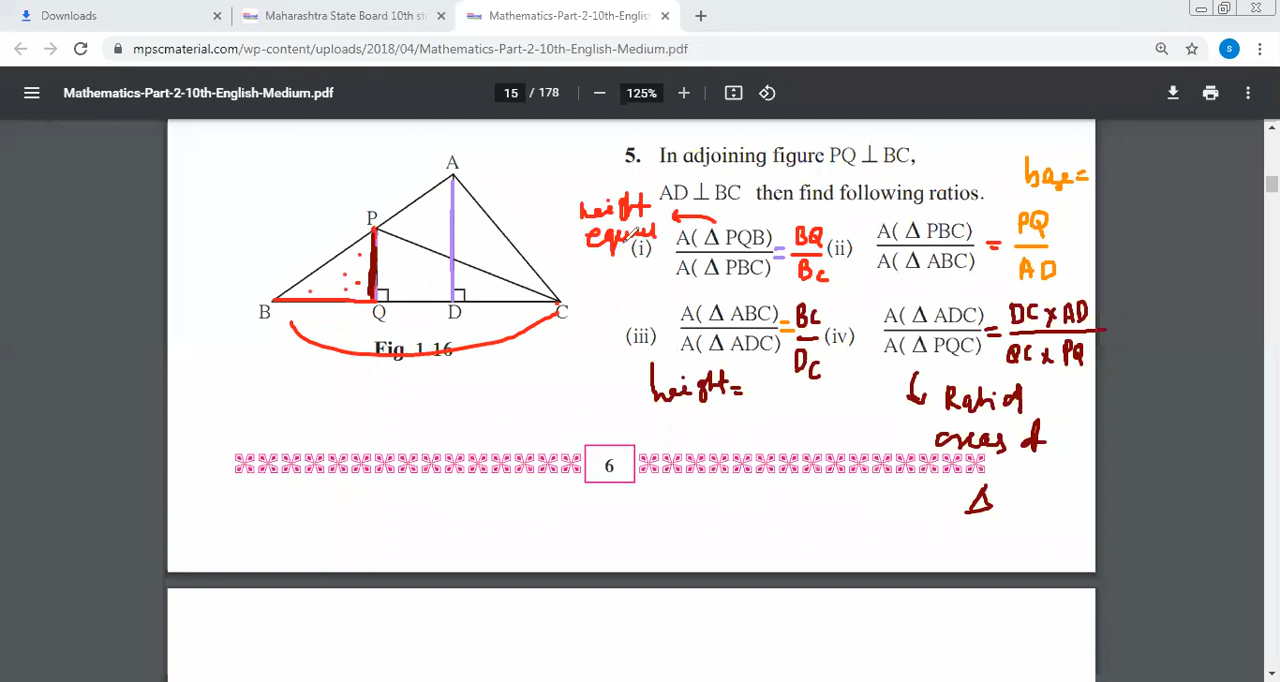 Downloads
Maharashtra State Board 10th st
Mathematics-Part-2-10th-English
mpscmaterial.com/wp-content/uploads/2018/04/Mathematics-Part-2-10th-English-Medium.pdf
S
Mathematics-Part-2-10th-English-Medium.pdf
15 / 178
125%
A
P
B
Q
D
C
Fig. 1.16
5. In adjoining figure PQ ⊥ BC,
AD ⊥ BC then find following ratios.
base=
height
equal
(i) A( Δ PQB) / A( Δ PBC) = BQ / BC
(ii) A( Δ PBC) / A( Δ ABC) = PQ / AD
(iii) A( Δ ABC) / A( Δ ADC) = BC / DC
(iv) A( Δ ADC) / A( Δ PQC) = DC × AD / QC × PQ
height=
Ratio of
areas of
Δ
6